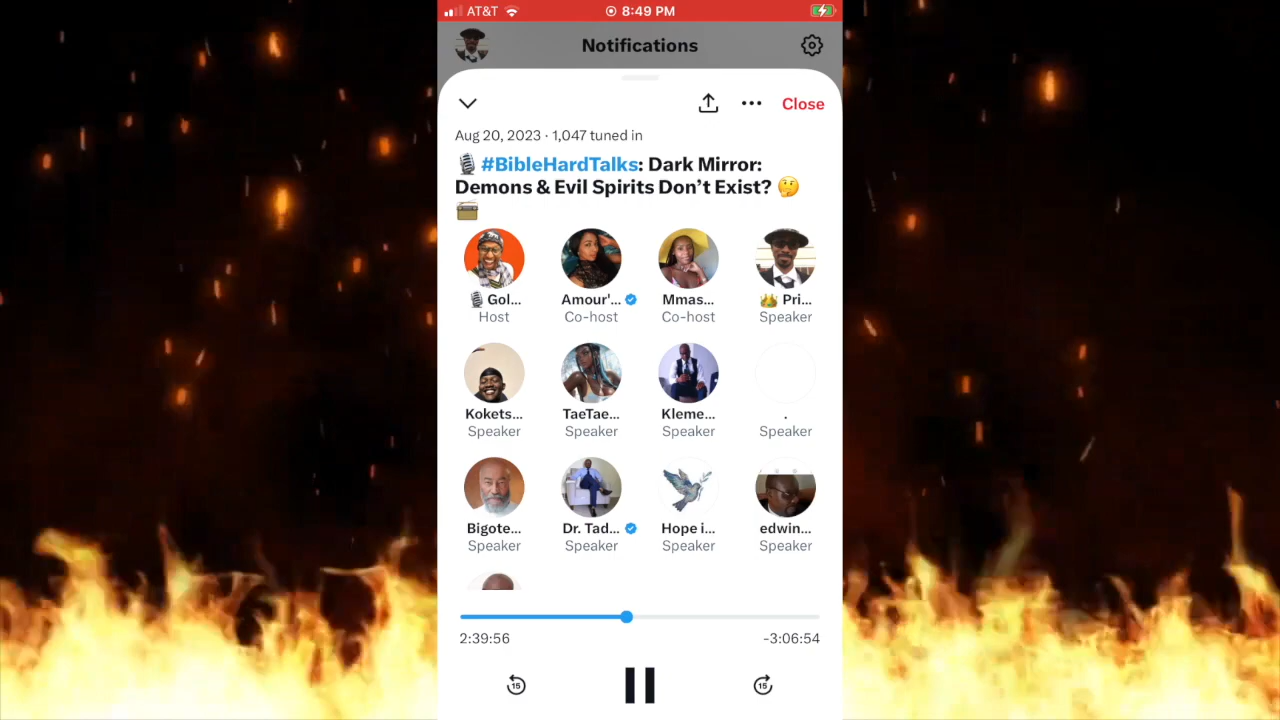 AT&T 8:49 PM
Notifications
Close
Aug 20, 2023 · 1,047 tuned in
#BibleHardTalks: Dark Mirror:
Demons & Evil Spirits Don’t Exist?
Gol... Amour'... Mmas... Pri...
Host Co-host Co-host Speaker
Kokets... TaeTae... Kleme... .
Speaker Speaker Speaker Speaker
Bigote... Dr. Tad... Hope i... edwin...
Speaker Speaker Speaker Speaker
2:39:56 -3:06:54
15 15